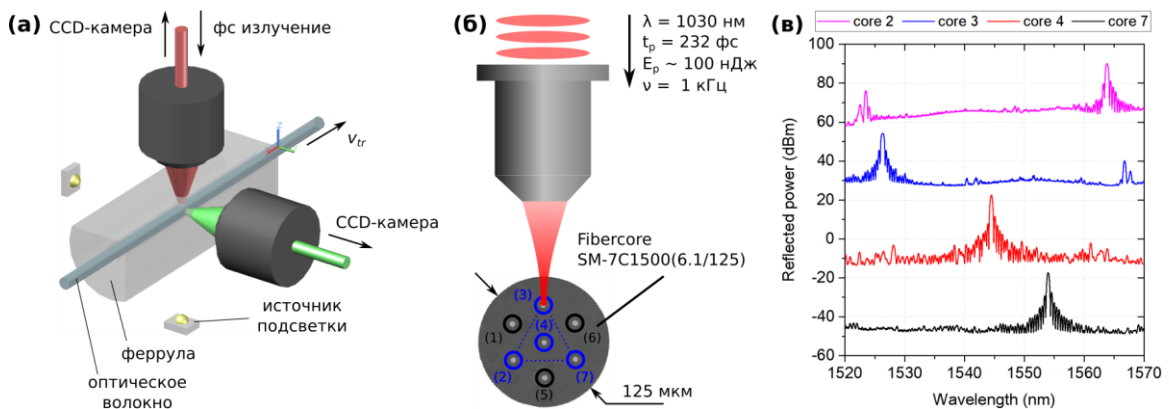 (а)
CCD-камера
фс излучение
z
v_tr
CCD-камера
источник
подсветки
феррула
оптическое
волокно
(б)
λ = 1030 нм
t_p = 232 фс
E_p ~ 100 нДж
ν = 1 кГц
Fibercore
SM-7C1500(6.1/125)
(3)
(4)
(1)
(6)
(2)
(7)
(5)
125 мкм
(в)
core 2
core 3
core 4
core 7
Reflected power (dBm)
100
80
60
40
20
0
-20
-40
-60
1520
1530
1540
1550
1560
1570
Wavelength (nm)